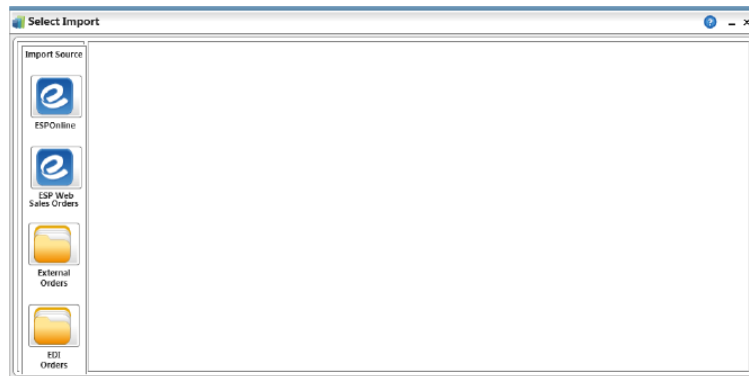 Select Import
Import Source
ESPOnline
ESP Web
Sales Orders
External
Orders
EDI
Orders